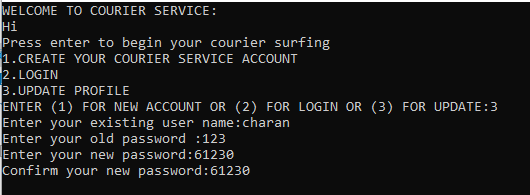 WELCOME TO COURIER SERVICE:
Hi
Press enter to begin your courier surfing
1.CREATE YOUR COURIER SERVICE ACCOUNT
2.LOGIN
3.UPDATE PROFILE
ENTER (1) FOR NEW ACCOUNT OR (2) FOR LOGIN OR (3) FOR UPDATE:3
Enter your existing user name:charan
Enter your old password :123
Enter your new password:61230
Confirm your new password:61230